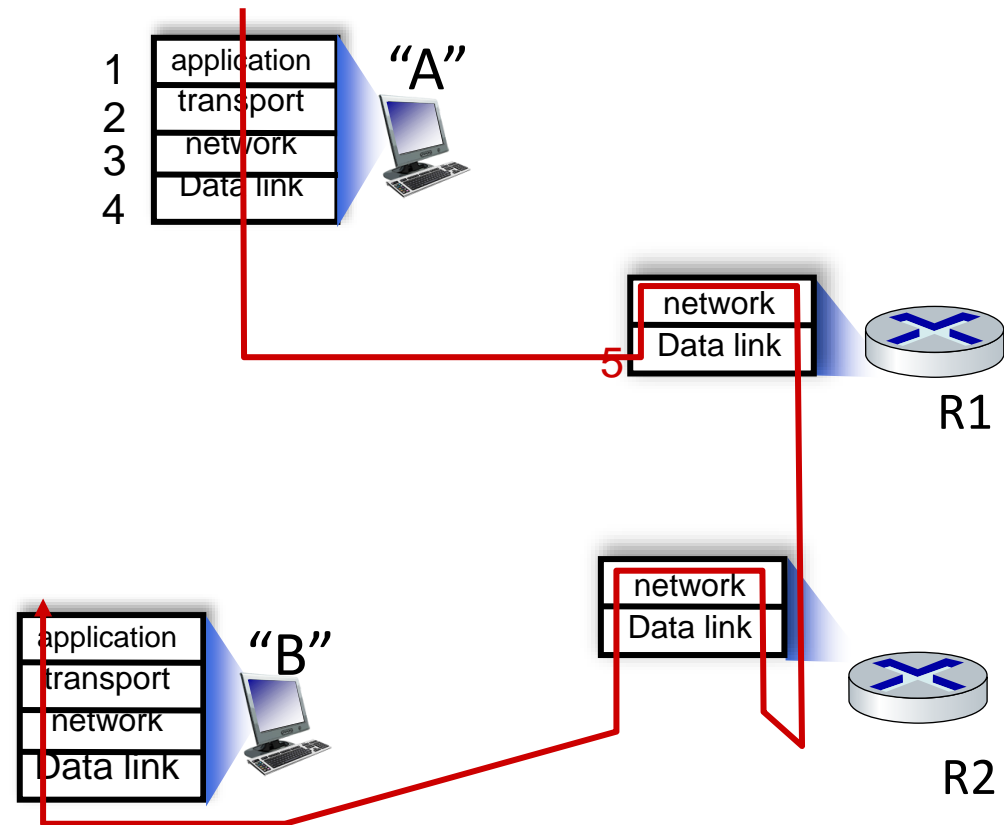 1 application “A”
2 transport
3 network
4 Data link
network
5 Data link
R1
network
Data link
R2
application “B”
transport
network
Data link